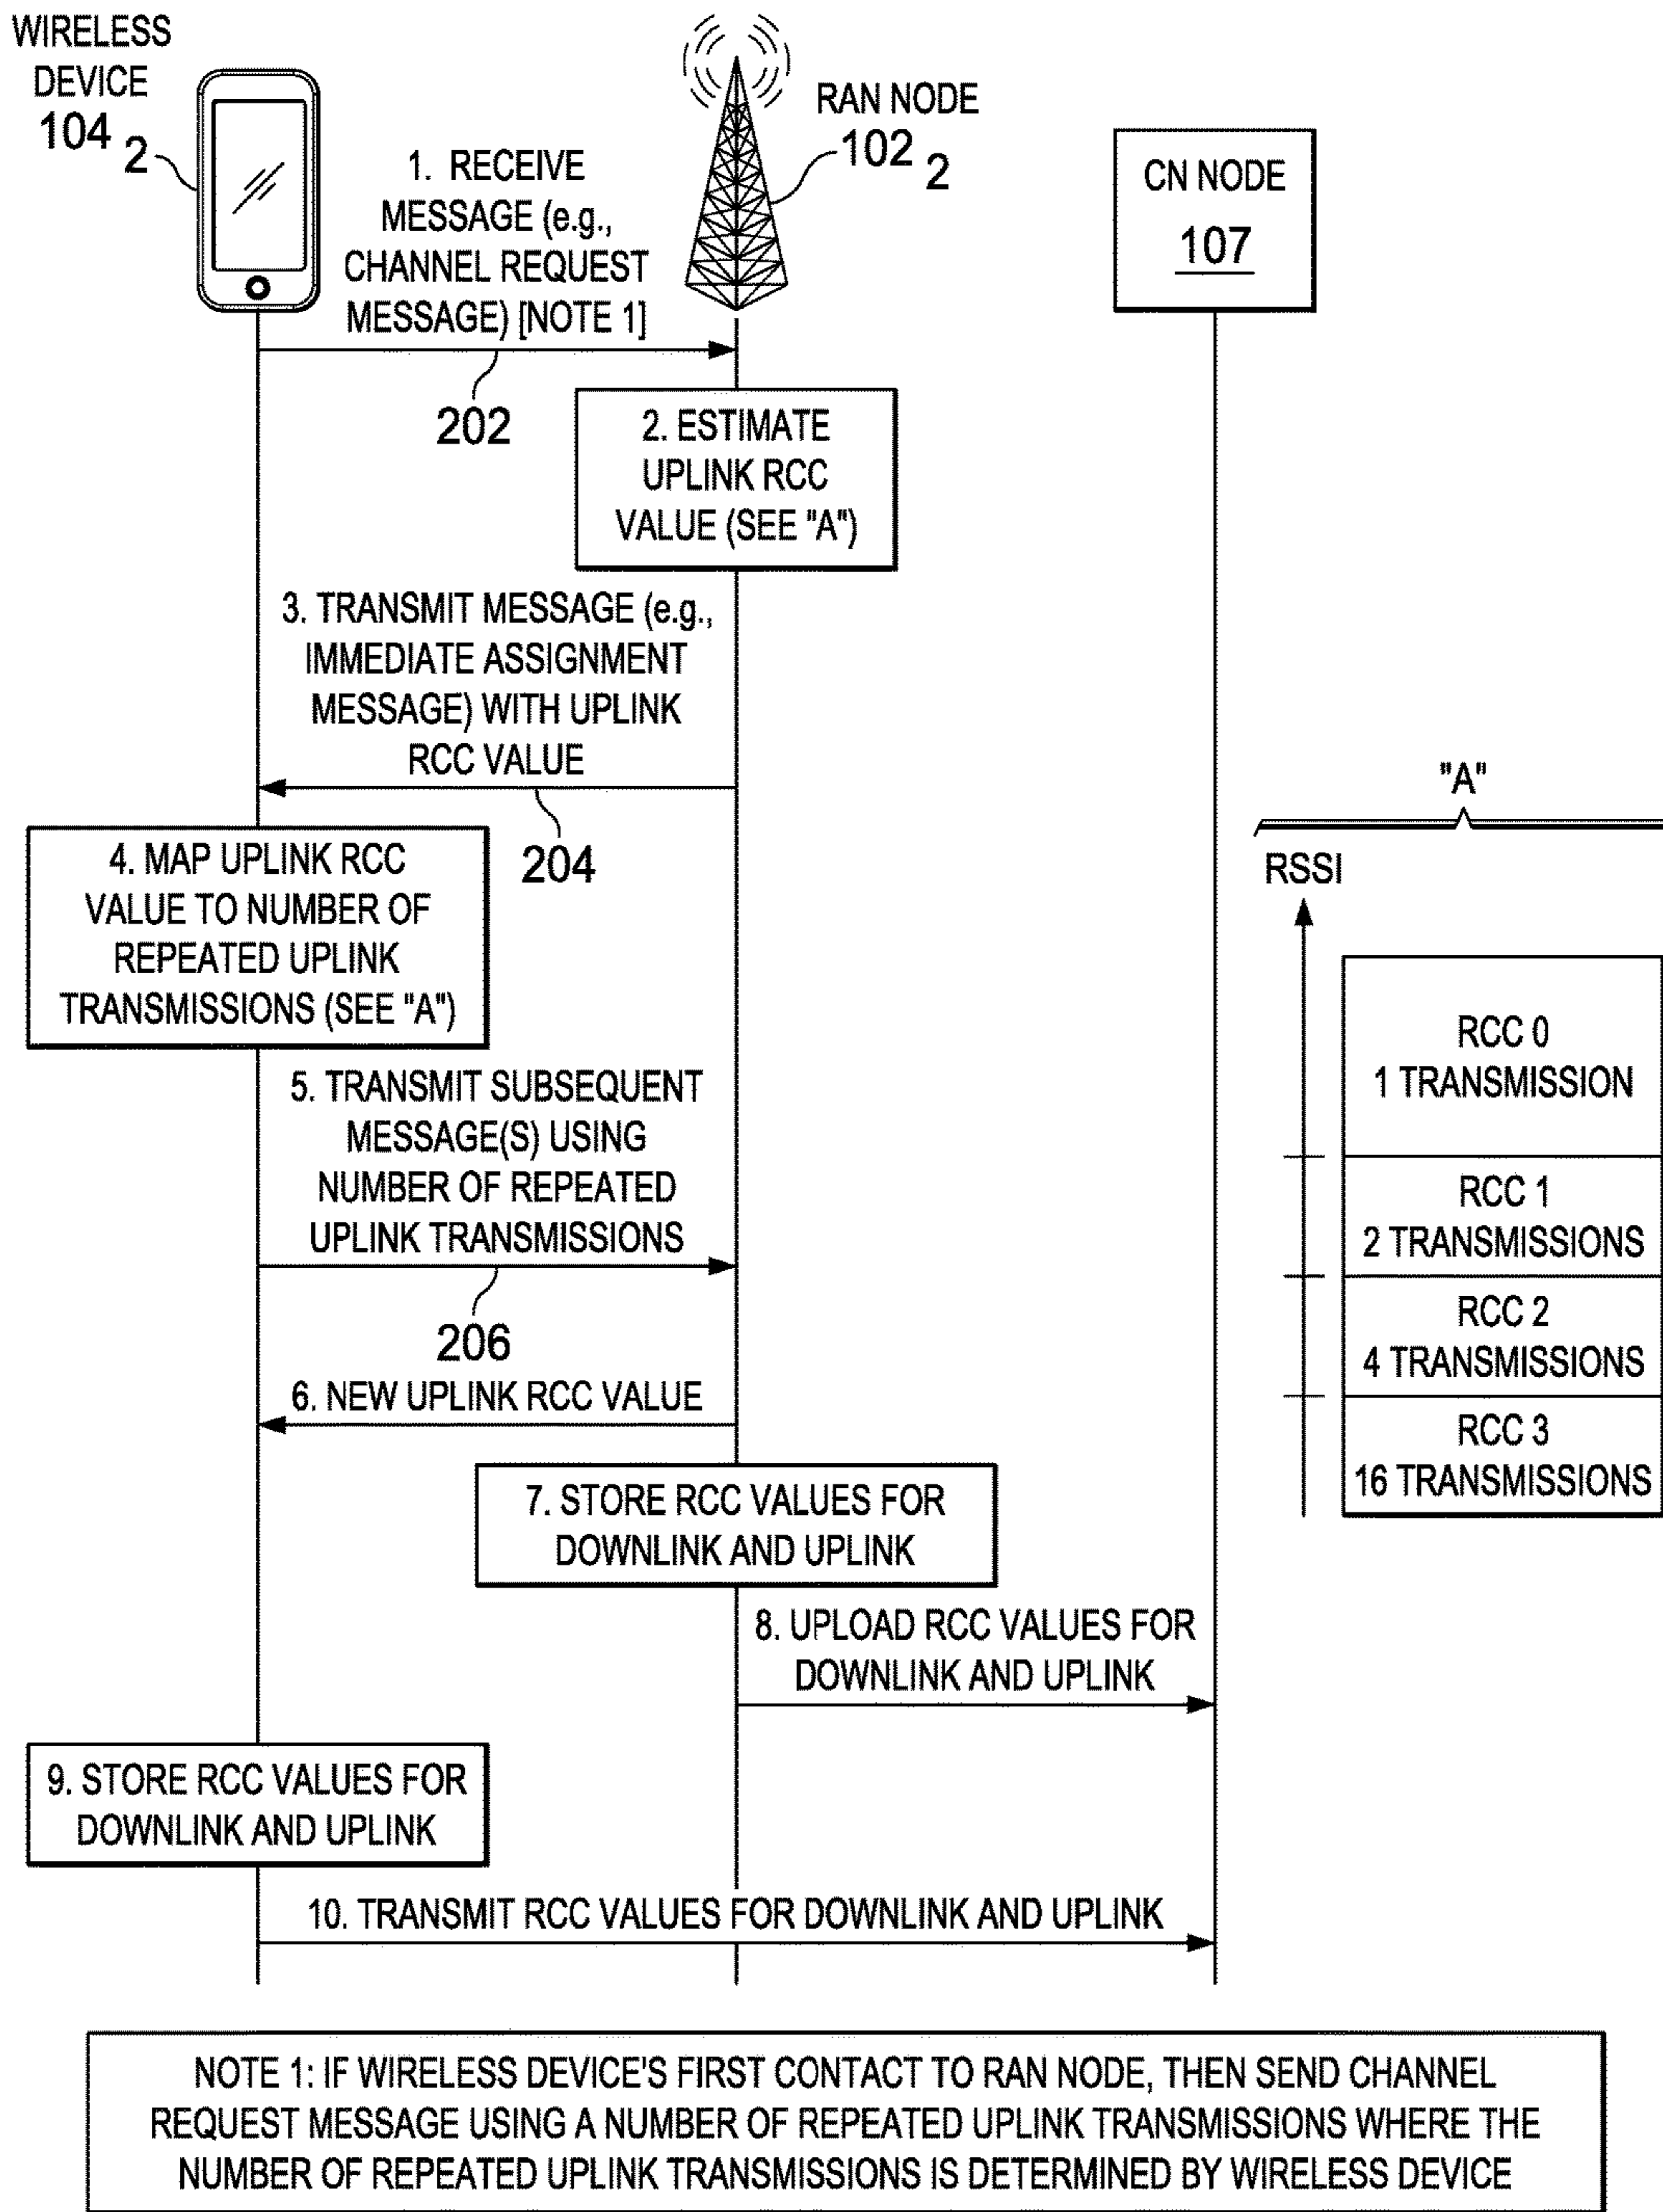 WIRELESS
DEVICE
104 2
RAN NODE
102 2
CN NODE
107
1. RECEIVE
MESSAGE (e.g.,
CHANNEL REQUEST
MESSAGE) [NOTE 1]
202
2. ESTIMATE
UPLINK RCC
VALUE (SEE "A")
3. TRANSMIT MESSAGE (e.g.,
IMMEDIATE ASSIGNMENT
MESSAGE) WITH UPLINK
RCC VALUE
204
4. MAP UPLINK RCC
VALUE TO NUMBER OF
REPEATED UPLINK
TRANSMISSIONS (SEE "A")
5. TRANSMIT SUBSEQUENT
MESSAGE(S) USING
NUMBER OF REPEATED
UPLINK TRANSMISSIONS
206
6. NEW UPLINK RCC VALUE
7. STORE RCC VALUES FOR
DOWNLINK AND UPLINK
8. UPLOAD RCC VALUES FOR
DOWNLINK AND UPLINK
9. STORE RCC VALUES FOR
DOWNLINK AND UPLINK
10. TRANSMIT RCC VALUES FOR DOWNLINK AND UPLINK
"A"
RSSI
RCC 0
1 TRANSMISSION
RCC 1
2 TRANSMISSIONS
RCC 2
4 TRANSMISSIONS
RCC 3
16 TRANSMISSIONS
NOTE 1: IF WIRELESS DEVICE'S FIRST CONTACT TO RAN NODE, THEN SEND CHANNEL
REQUEST MESSAGE USING A NUMBER OF REPEATED UPLINK TRANSMISSIONS WHERE THE
NUMBER OF REPEATED UPLINK TRANSMISSIONS IS DETERMINED BY WIRELESS DEVICE